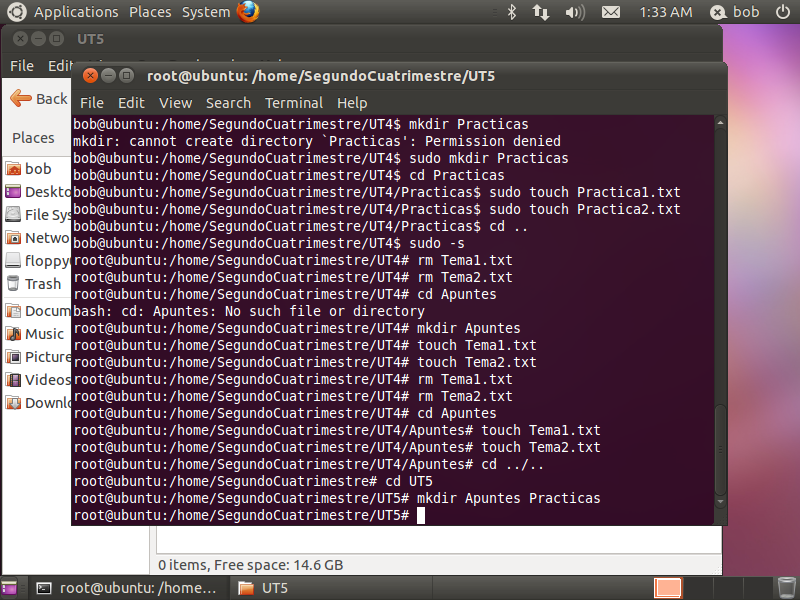 Applications Places System
1:33 AM bob
UT5
File Edit
root@ubuntu: /home/SegundoCuatrimestre/UT5
File Edit View Search Terminal Help
Back
Places
bob
Deskto
File Sys
Netwo
floppy
Trash
Docum
Music
Picture
Videos
Downlo
bob@ubuntu:/home/SegundoCuatrimestre/UT4$ mkdir Practicas
mkdir: cannot create directory `Practicas': Permission denied
bob@ubuntu:/home/SegundoCuatrimestre/UT4$ sudo mkdir Practicas
bob@ubuntu:/home/SegundoCuatrimestre/UT4$ cd Practicas
bob@ubuntu:/home/SegundoCuatrimestre/UT4/Practicas$ sudo touch Practica1.txt
bob@ubuntu:/home/SegundoCuatrimestre/UT4/Practicas$ sudo touch Practica2.txt
bob@ubuntu:/home/SegundoCuatrimestre/UT4/Practicas$ cd ..
bob@ubuntu:/home/SegundoCuatrimestre/UT4$ sudo -s
root@ubuntu:/home/SegundoCuatrimestre/UT4# rm Tema1.txt
root@ubuntu:/home/SegundoCuatrimestre/UT4# rm Tema2.txt
root@ubuntu:/home/SegundoCuatrimestre/UT4# cd Apuntes
bash: cd: Apuntes: No such file or directory
root@ubuntu:/home/SegundoCuatrimestre/UT4# mkdir Apuntes
root@ubuntu:/home/SegundoCuatrimestre/UT4# touch Tema1.txt
root@ubuntu:/home/SegundoCuatrimestre/UT4# touch Tema2.txt
root@ubuntu:/home/SegundoCuatrimestre/UT4# rm Tema1.txt
root@ubuntu:/home/SegundoCuatrimestre/UT4# rm Tema2.txt
root@ubuntu:/home/SegundoCuatrimestre/UT4# cd Apuntes
root@ubuntu:/home/SegundoCuatrimestre/UT4/Apuntes# touch Tema1.txt
root@ubuntu:/home/SegundoCuatrimestre/UT4/Apuntes# touch Tema2.txt
root@ubuntu:/home/SegundoCuatrimestre/UT4/Apuntes# cd ../..
root@ubuntu:/home/SegundoCuatrimestre# cd UT5
root@ubuntu:/home/SegundoCuatrimestre/UT5# mkdir Apuntes Practicas
root@ubuntu:/home/SegundoCuatrimestre/UT5#
0 items, Free space: 14.6 GB
root@ubuntu: /home...
UT5